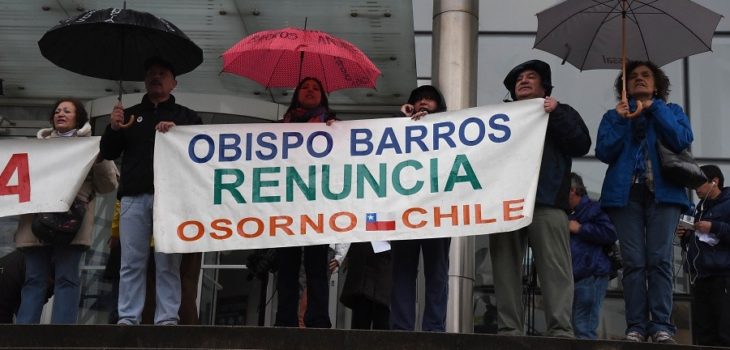 4
OBISPO BARROS
RENUNCIA
OSORNO CHILE